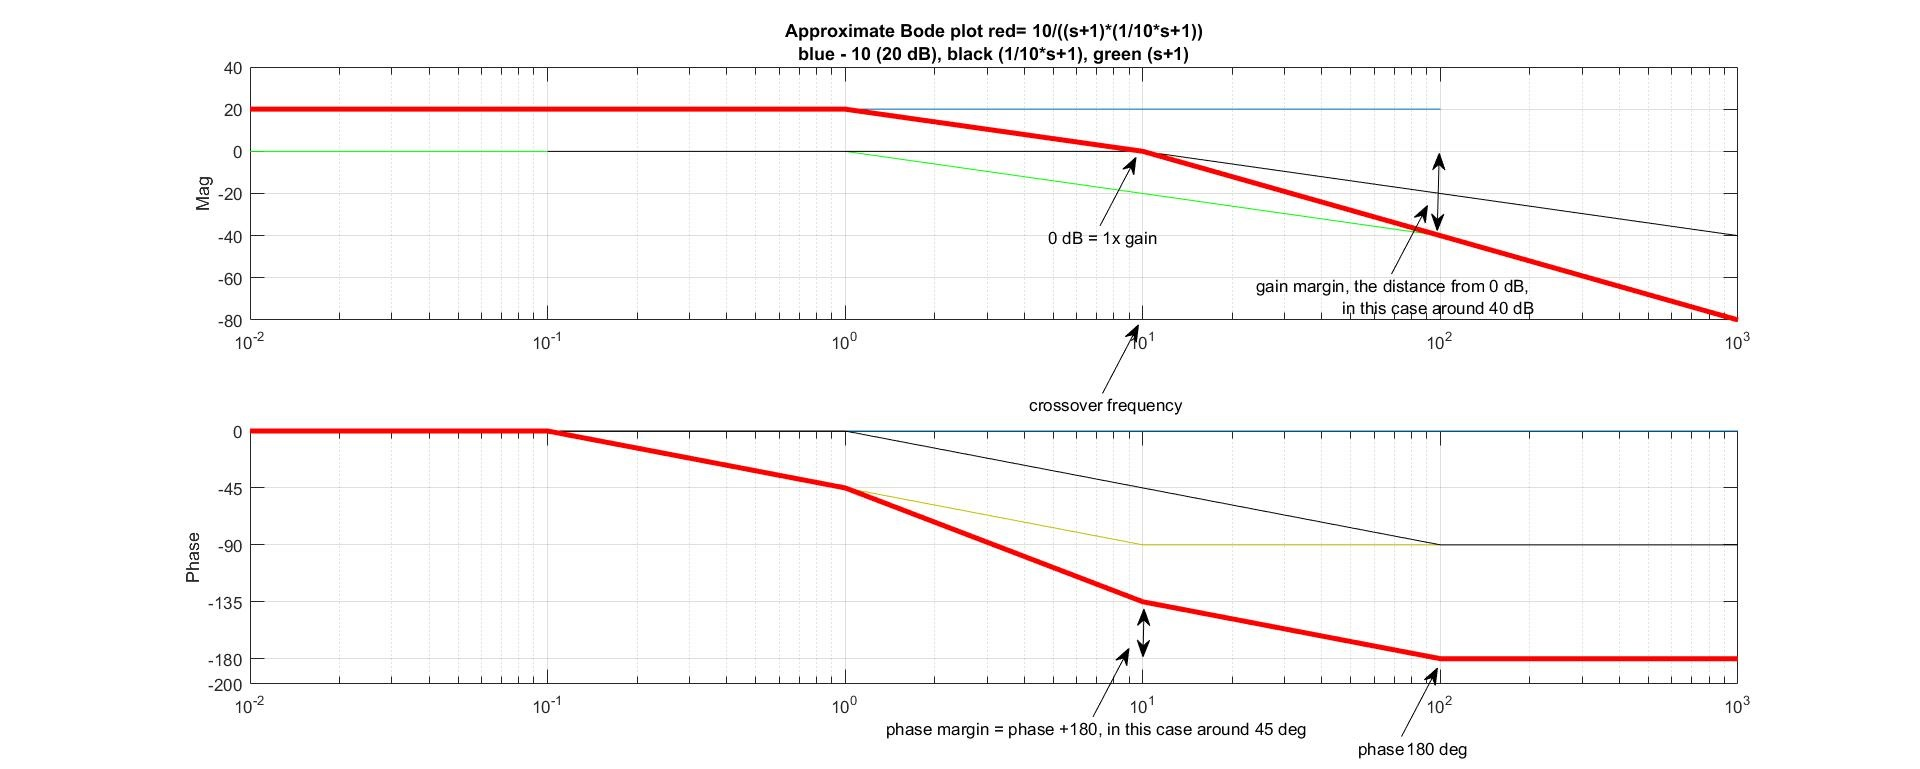 Approximate Bode plot red= 10/((s+1)*(1/10*s+1))
blue - 10 (20 dB), black (1/10*s+1), green (s+1)
40
20
0
-20
-40
-60
-80
Mag
0 dB = 1x gain
gain margin, the distance from 0 dB,
in this case around 40 dB
10^-2 10^-1 10^0 10^1 10^2 10^3
crossover frequency
0
-45
-90
-135
-180
-200
Phase
10^-2 10^-1 10^0 10^1 10^2 10^3
phase margin = phase +180, in this case around 45 deg
phase 180 deg